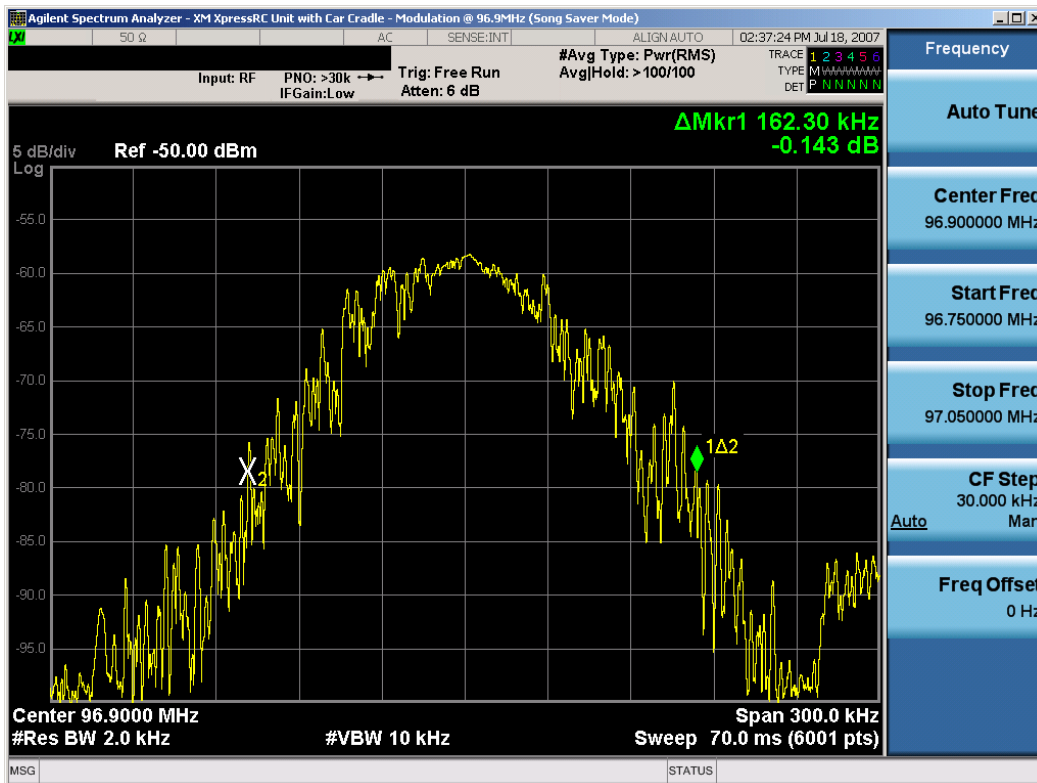 Agilent Spectrum Analyzer - XM XpressRC Unit with Car Cradle - Modulation @ 96.9MHz (Song Saver Mode)
LXI 50 Ω AC SENSE:INT ALIGN AUTO 02:37:24 PM Jul 18, 2007
Input: RF PNO: >30k Trig: Free Run #Avg Type: Pwr(RMS) TRACE 1 2 3 4 5 6
IFGain:Low Atten: 6 dB Avg|Hold: >100/100 TYPE M
DET P N N N N N
ΔMkr1 162.30 kHz
-0.143 dB
5 dB/div Ref -50.00 dBm
Log
-55.0
-60.0
-65.0
-70.0
-75.0
-80.0
-85.0
-90.0
-95.0
X2
1Δ2
Center 96.9000 MHz Span 300.0 kHz
#Res BW 2.0 kHz #VBW 10 kHz Sweep 70.0 ms (6001 pts)
MSG STATUS
Frequency
Auto Tune
Center Freq
96.900000 MHz
Start Freq
96.750000 MHz
Stop Freq
97.050000 MHz
CF Step
30.000 kHz
Auto Man
Freq Offset
0 Hz